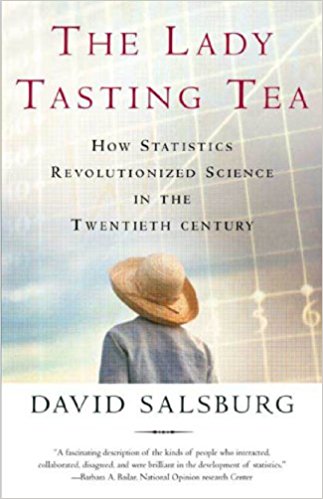 THE LADY
TASTING TEA
HOW STATISTICS
REVOLUTIONIZED SCIENCE
IN THE
TWENTIETH CENTURY
5 6
DAVID SALSBURG
"A fascinating description of the kinds of people who interacted,
collaborated, disagreed, and were brilliant in the development of statistics."
—Barbara A. Bailar, National Opinion research Center